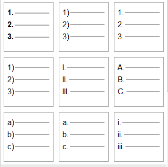 1.
2.
3.
1)
2)
3)
1
2
3
1)
2)
3)
I.
II.
III.
A
B.
C
a)
b)
c)
a.
b.
c.
i.
ii.
iii.